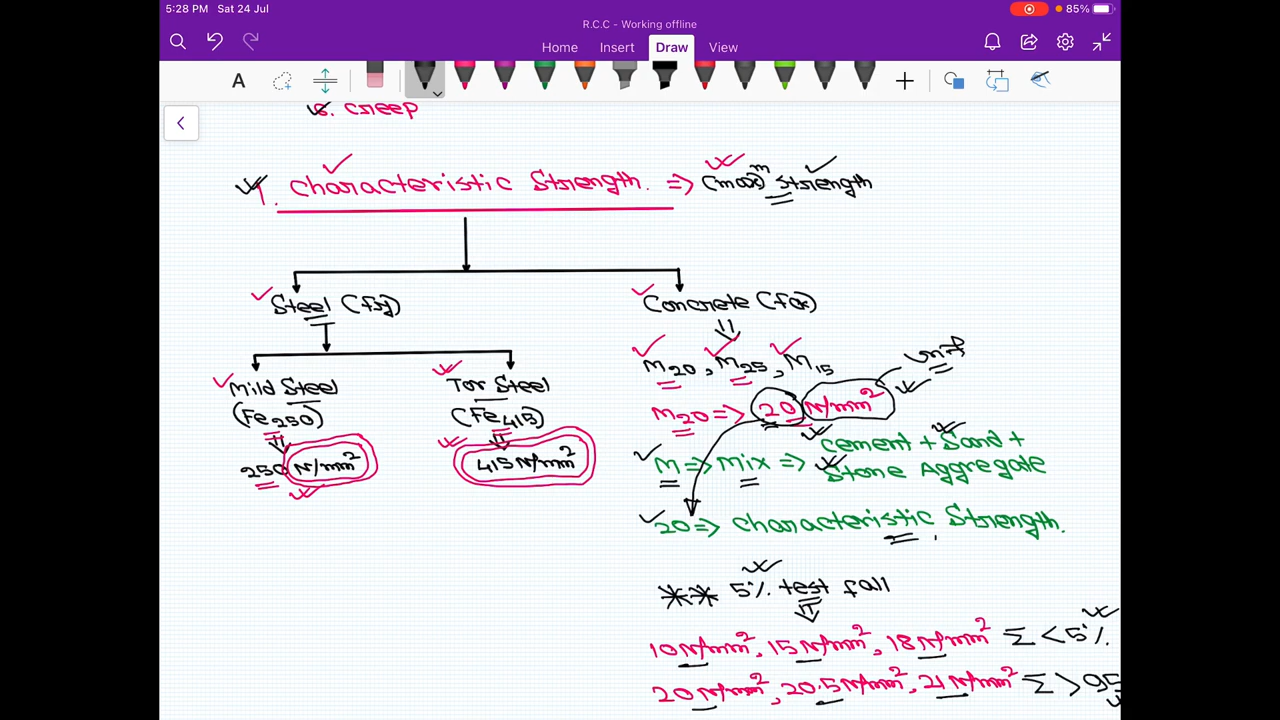 5:28 PM Sat 24 Jul 85%
R.C.C - Working offline
Home Insert Draw View
A
8. Creep
1. Characteristic Strength. => (max)m strength
Steel (fy) Concrete (fck)
M20, M25, M15 unit
Mild Steel Tor Steel
(Fe250) (Fe415)
M20 => 20 N/mm²
250 N/mm² 415 N/mm²
M => mix => cement + Sand +
Stone Aggregate
20 => characteristic Strength.
** 5% test fall
10 N/mm², 15 N/mm², 18 N/mm² Σ < 5%
20 N/mm², 20.5 N/mm², 21 N/mm² Σ > 95